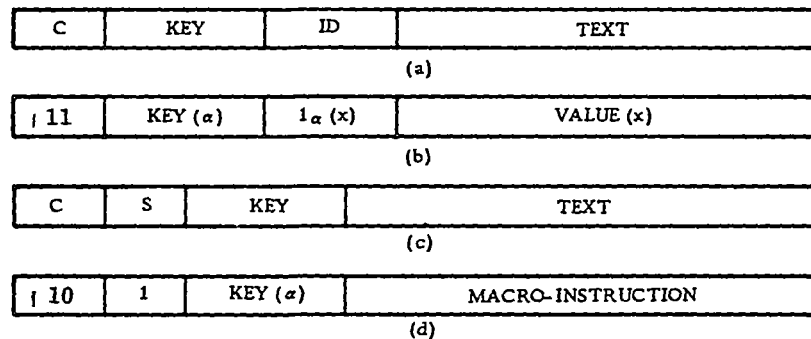 C KEY ID TEXT
(a)
11 KEY (α) 1α (x) VALUE (x)
(b)
C S KEY TEXT
(c)
10 1 KEY (α) MACRO-INSTRUCTION
(d)